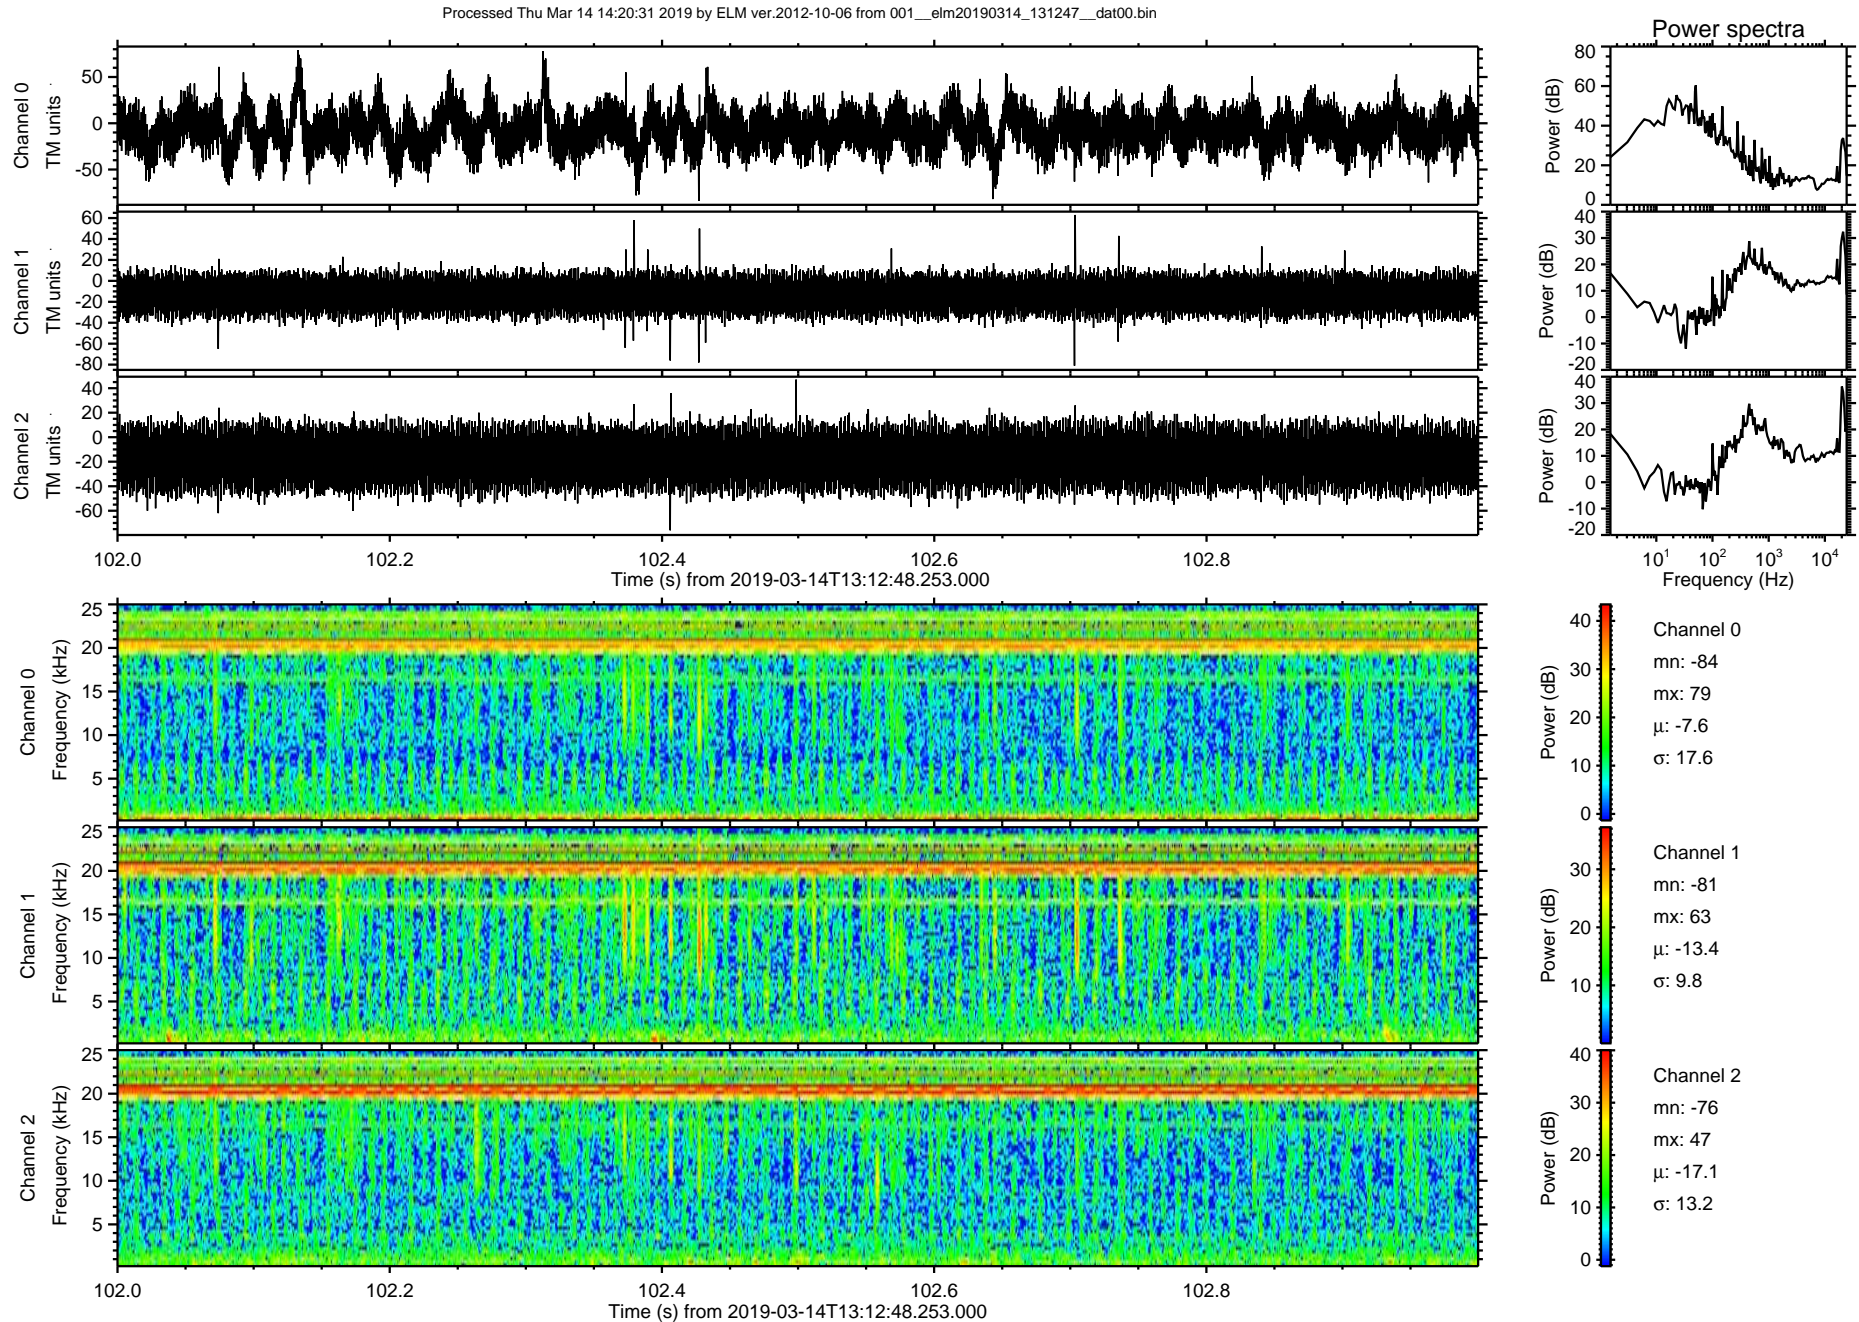 Processed Thu Mar 14 14:20:31 2019 by ELM ver.2012-10-06 from 001__elm20190314_131247__dat00.bin
Power spectra
Channel 0
TM units
50
0
-50
Power (dB)
80
60
40
20
0
Channel 1
TM units
60
40
20
0
-20
-40
-60
-80
Power (dB)
40
30
20
10
0
-10
-20
Channel 2
TM units
40
20
0
-20
-40
-60
Power (dB)
40
30
20
10
0
-10
-20
102.0 102.2 102.4 102.6 102.8
Time (s) from 2019-03-14T13:12:48.253.000
10^1 10^2 10^3 10^4
Frequency (Hz)
Channel 0
Frequency (kHz)
25
20
15
10
5
Power (dB)
40
30
20
10
0
Channel 0
mn: -84
mx: 79
μ: -7.6
σ: 17.6
Channel 1
Frequency (kHz)
25
20
15
10
5
Power (dB)
30
20
10
Channel 1
mn: -81
mx: 63
μ: -13.4
σ: 9.8
Channel 2
Frequency (kHz)
25
20
15
10
5
Power (dB)
40
30
20
10
0
Channel 2
mn: -76
mx: 47
μ: -17.1
σ: 13.2
102.0 102.2 102.4 102.6 102.8
Time (s) from 2019-03-14T13:12:48.253.000